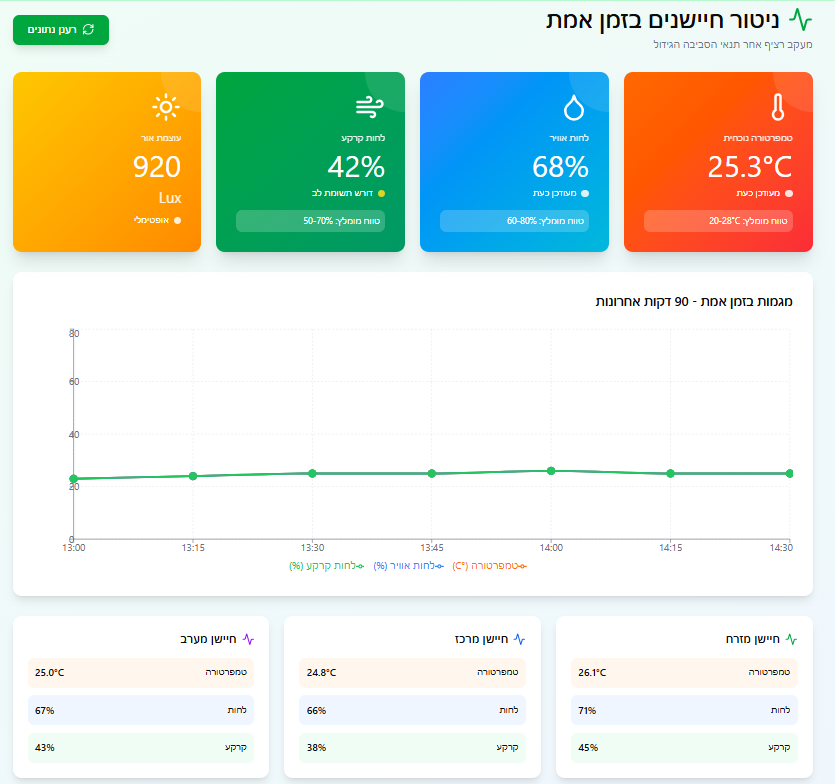 ניטור חיישנים בזמן אמת
מעקב רציף אחר תנאי הסביבה הגידול
רענן נתונים
טמפרטורה נוכחית
25.3°C
מעודכן כעת
טווח מומלץ: 20-28°C
לחות אוויר
68%
מעודכן כעת
טווח מומלץ: 60-80%
לחות קרקע
42%
דורש תשומת לב
טווח מומלץ: 50-70%
עוצמת אור
920
Lux
אופטימלי
מגמות בזמן אמת - 90 דקות אחרונות
80
60
40
20
0
13:00 13:15 13:30 13:45 14:00 14:15 14:30
טמפרטורה (°C) לחות אוויר (%) לחות קרקע (%)
חיישן מזרח
טמפרטורה 26.1°C
לחות 71%
קרקע 45%
חיישן מרכז
טמפרטורה 24.8°C
לחות 66%
קרקע 38%
חיישן מערב
טמפרטורה 25.0°C
לחות 67%
קרקע 43%